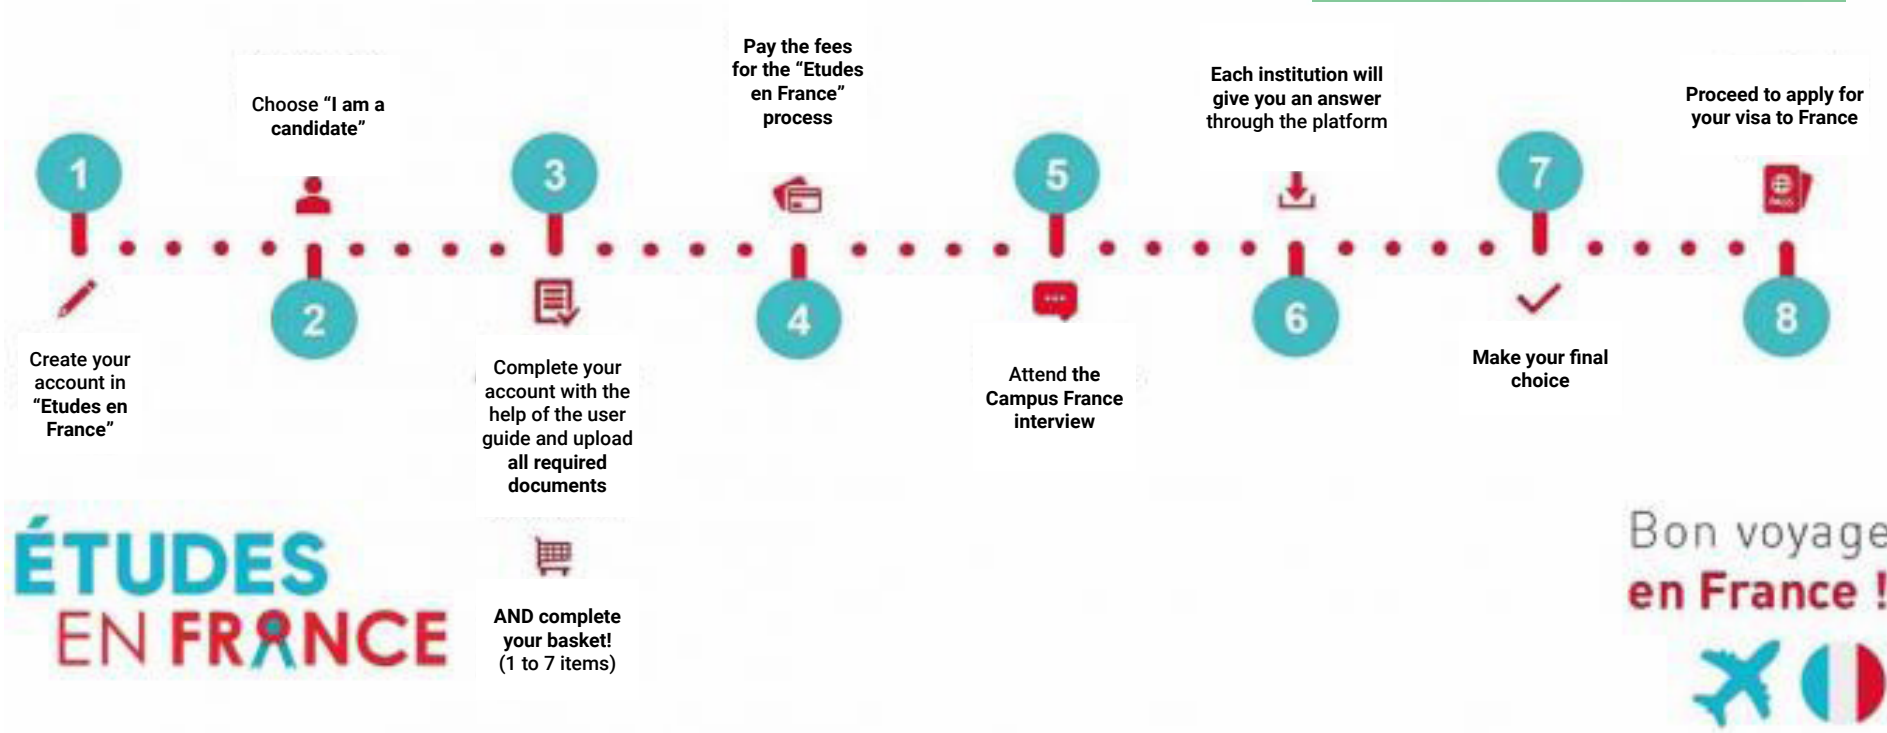 1
Create your
account in
“Etudes en
France”
Choose “I am a
candidate”
2
3
Complete your
account with the
help of the user
guide and upload
all required
documents
AND complete
your basket!
(1 to 7 items)
Pay the fees
for the “Etudes
en France”
process
4
5
Attend the
Campus France
interview
Each institution will
give you an answer
through the platform
6
7
Make your final
choice
Proceed to apply for
your visa to France
PASS
8
ÉTUDES
EN FRANCE
Bon voyage
en France !